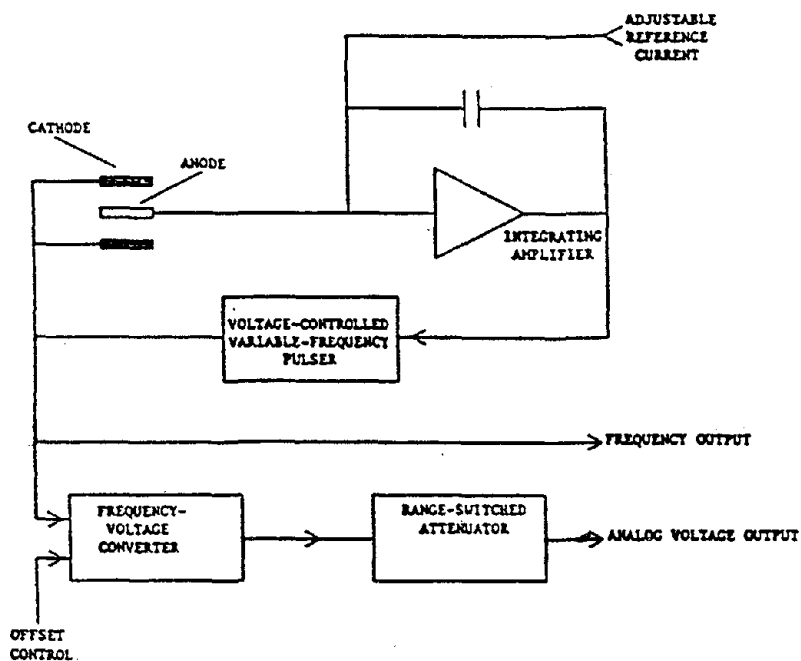 ADJUSTABLE
REFERENCE
CURRENT
CATHODE
ANODE
INTEGRATING
AMPLIFIER
VOLTAGE-CONTROLLED
VARIABLE-FREQUENCY
PULSER
FREQUENCY OUTPUT
FREQUENCY-
VOLTAGE
CONVERTER
RANGE-SWITCHED
ATTENUATOR
ANALOG VOLTAGE OUTPUT
OFFSET
CONTROL